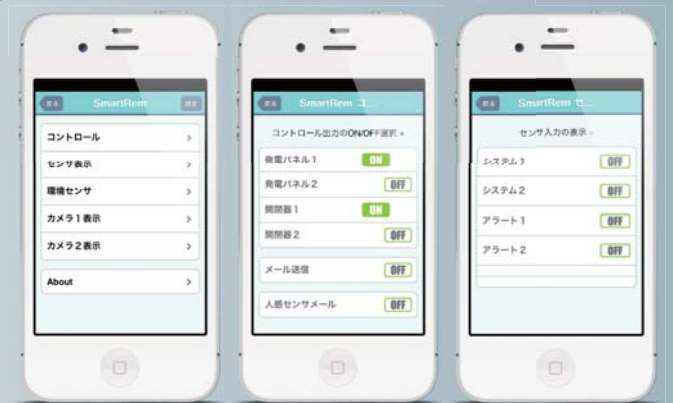 戻る SmartRem 設定
コントロール
センサ表示
環境センサ
カメラ1表示
カメラ2表示
About
戻る SmartRem コ...
コントロール出力のON/OFF選択
発電パネル1 ON
発電パネル2 OFF
開閉器1 ON
開閉器2 OFF
メール送信 OFF
人感センサメール OFF
戻る SmartRem セ...
センサ入力の表示
システム1 OFF
システム2 OFF
アラート1 OFF
アラート2 OFF